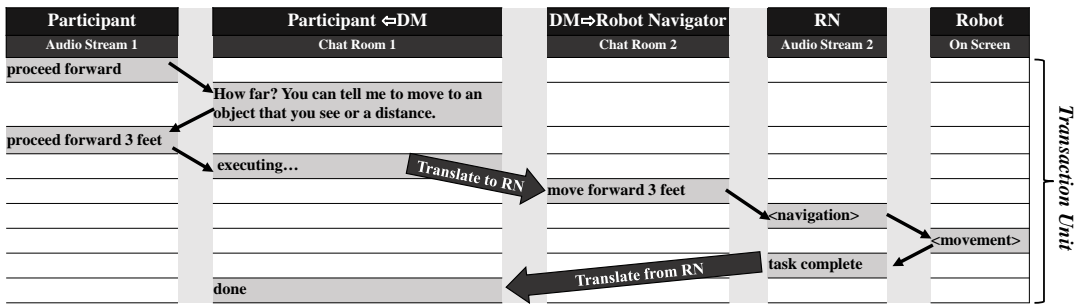 Participant
Participant ⇦DM
DM⇨Robot Navigator
RN
Robot
Audio Stream 1
Chat Room 1
Chat Room 2
Audio Stream 2
On Screen
proceed forward
How far? You can tell me to move to an
object that you see or a distance.
proceed forward 3 feet
executing…
Translate to RN
move forward 3 feet
<navigation>
<movement>
task complete
Translate from RN
done
Transaction Unit